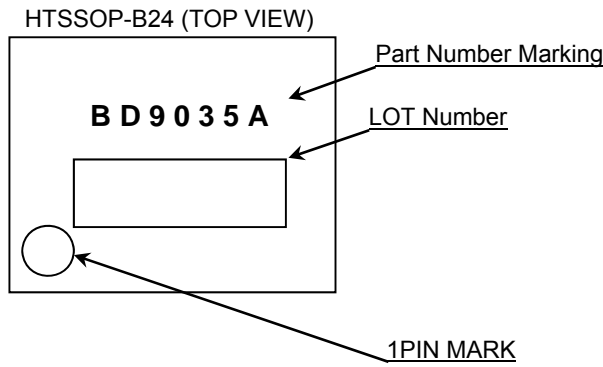 HTSSOP-B24 (TOP VIEW)
Part Number Marking
BD9035A
LOT Number
1PIN MARK